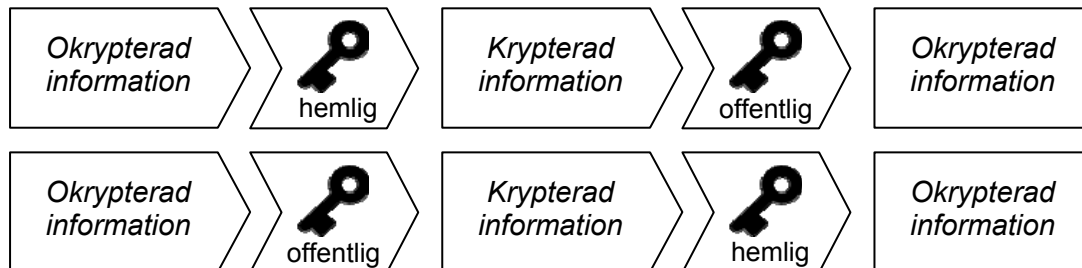 Okrypterad
information
hemlig
Krypterad
information
offentlig
Okrypterad
information
Okrypterad
information
offentlig
Krypterad
information
hemlig
Okrypterad
information